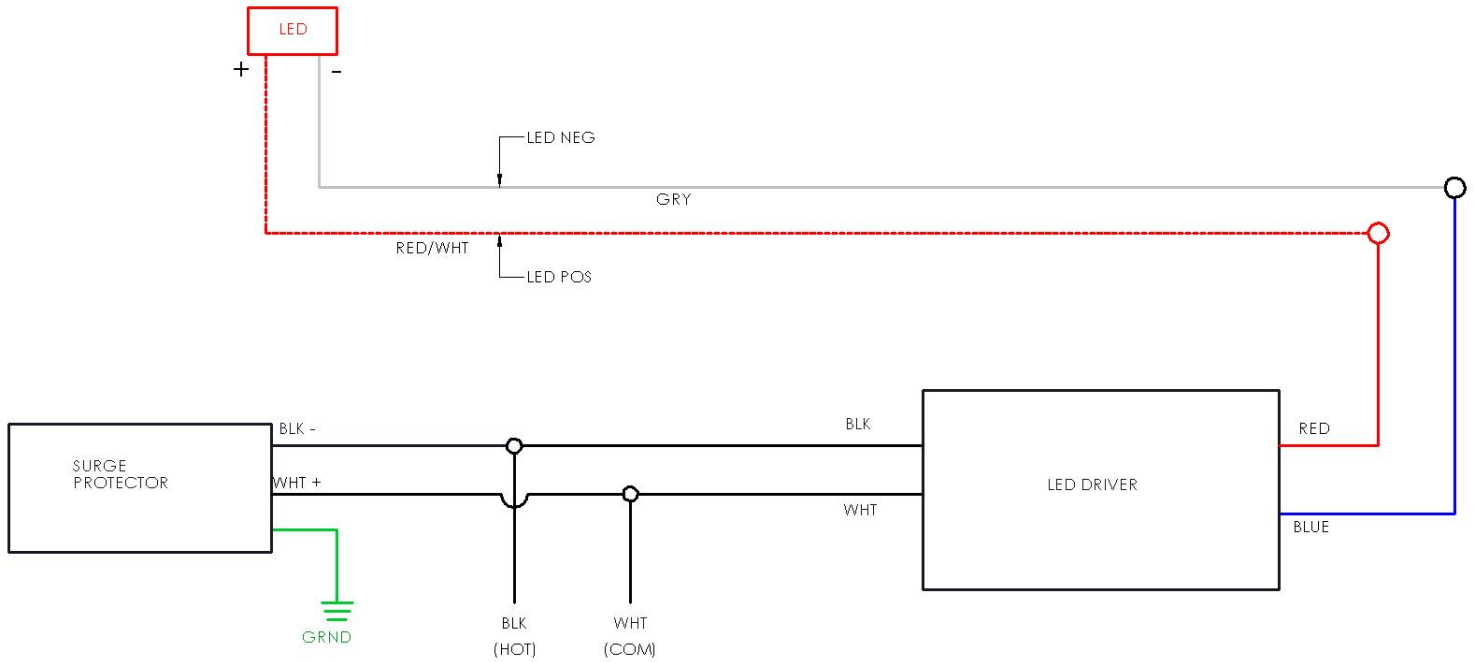 LED
+
-
LED NEG
GRY
RED/WHT
LED POS
BLK -
BLK
RED
SURGE
PROTECTOR
WHT +
LED DRIVER
WHT
BLUE
GRND
BLK
(HOT)
WHT
(COM)